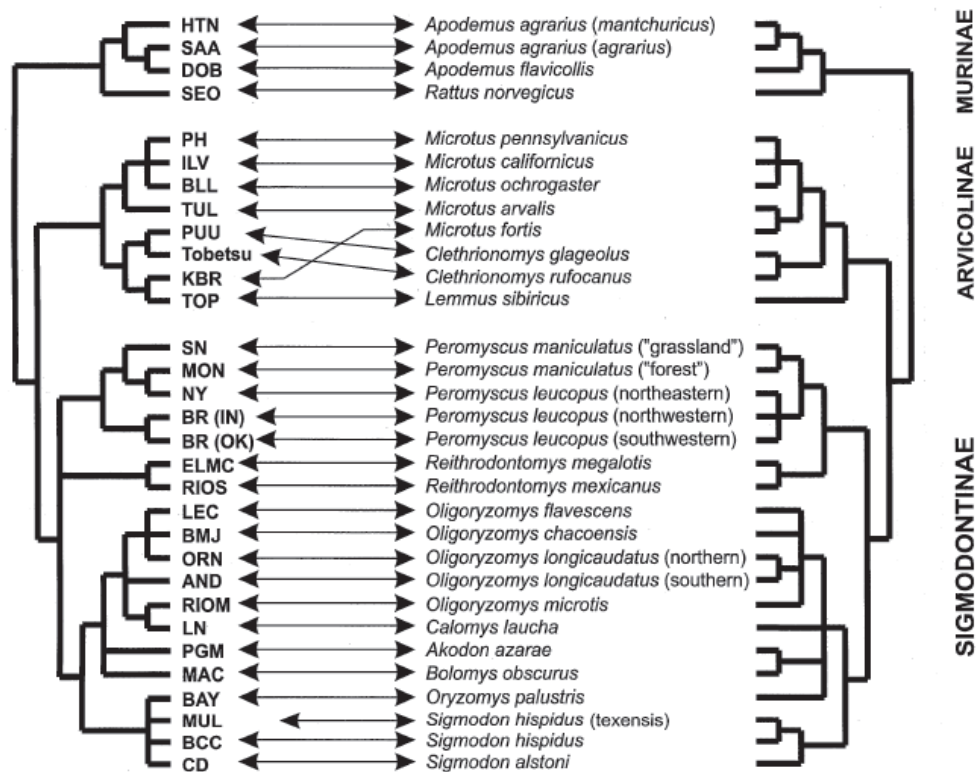 HTN Apodemus agrarius (mantchuricus)
SAA Apodemus agrarius (agrarius)
DOB Apodemus flavicollis
SEO Rattus norvegicus
MURINAE
PH Microtus pennsylvanicus
ILV Microtus californicus
BLL Microtus ochrogaster
TUL Microtus arvalis
PUU Microtus fortis
Tobetsu Clethrionomys glageolus
KBR Clethrionomys rufocanus
TOP Lemmus sibiricus
ARVICOLINAE
SN Peromyscus maniculatus ("grassland")
MON Peromyscus maniculatus ("forest")
NY Peromyscus leucopus (northeastern)
BR (IN) Peromyscus leucopus (northwestern)
BR (OK) Peromyscus leucopus (southwestern)
ELMC Reithrodontomys megalotis
RIOS Reithrodontomys mexicanus
LEC Oligoryzomys flavescens
BMJ Oligoryzomys chacoensis
ORN Oligoryzomys longicaudatus (northern)
AND Oligoryzomys longicaudatus (southern)
RIOM Oligoryzomys microtis
LN Calomys laucha
PGM Akodon azarae
MAC Bolomys obscurus
BAY Oryzomys palustris
MUL Sigmodon hispidus (texensis)
BCC Sigmodon hispidus
CD Sigmodon alstoni
SIGMODONTINAE